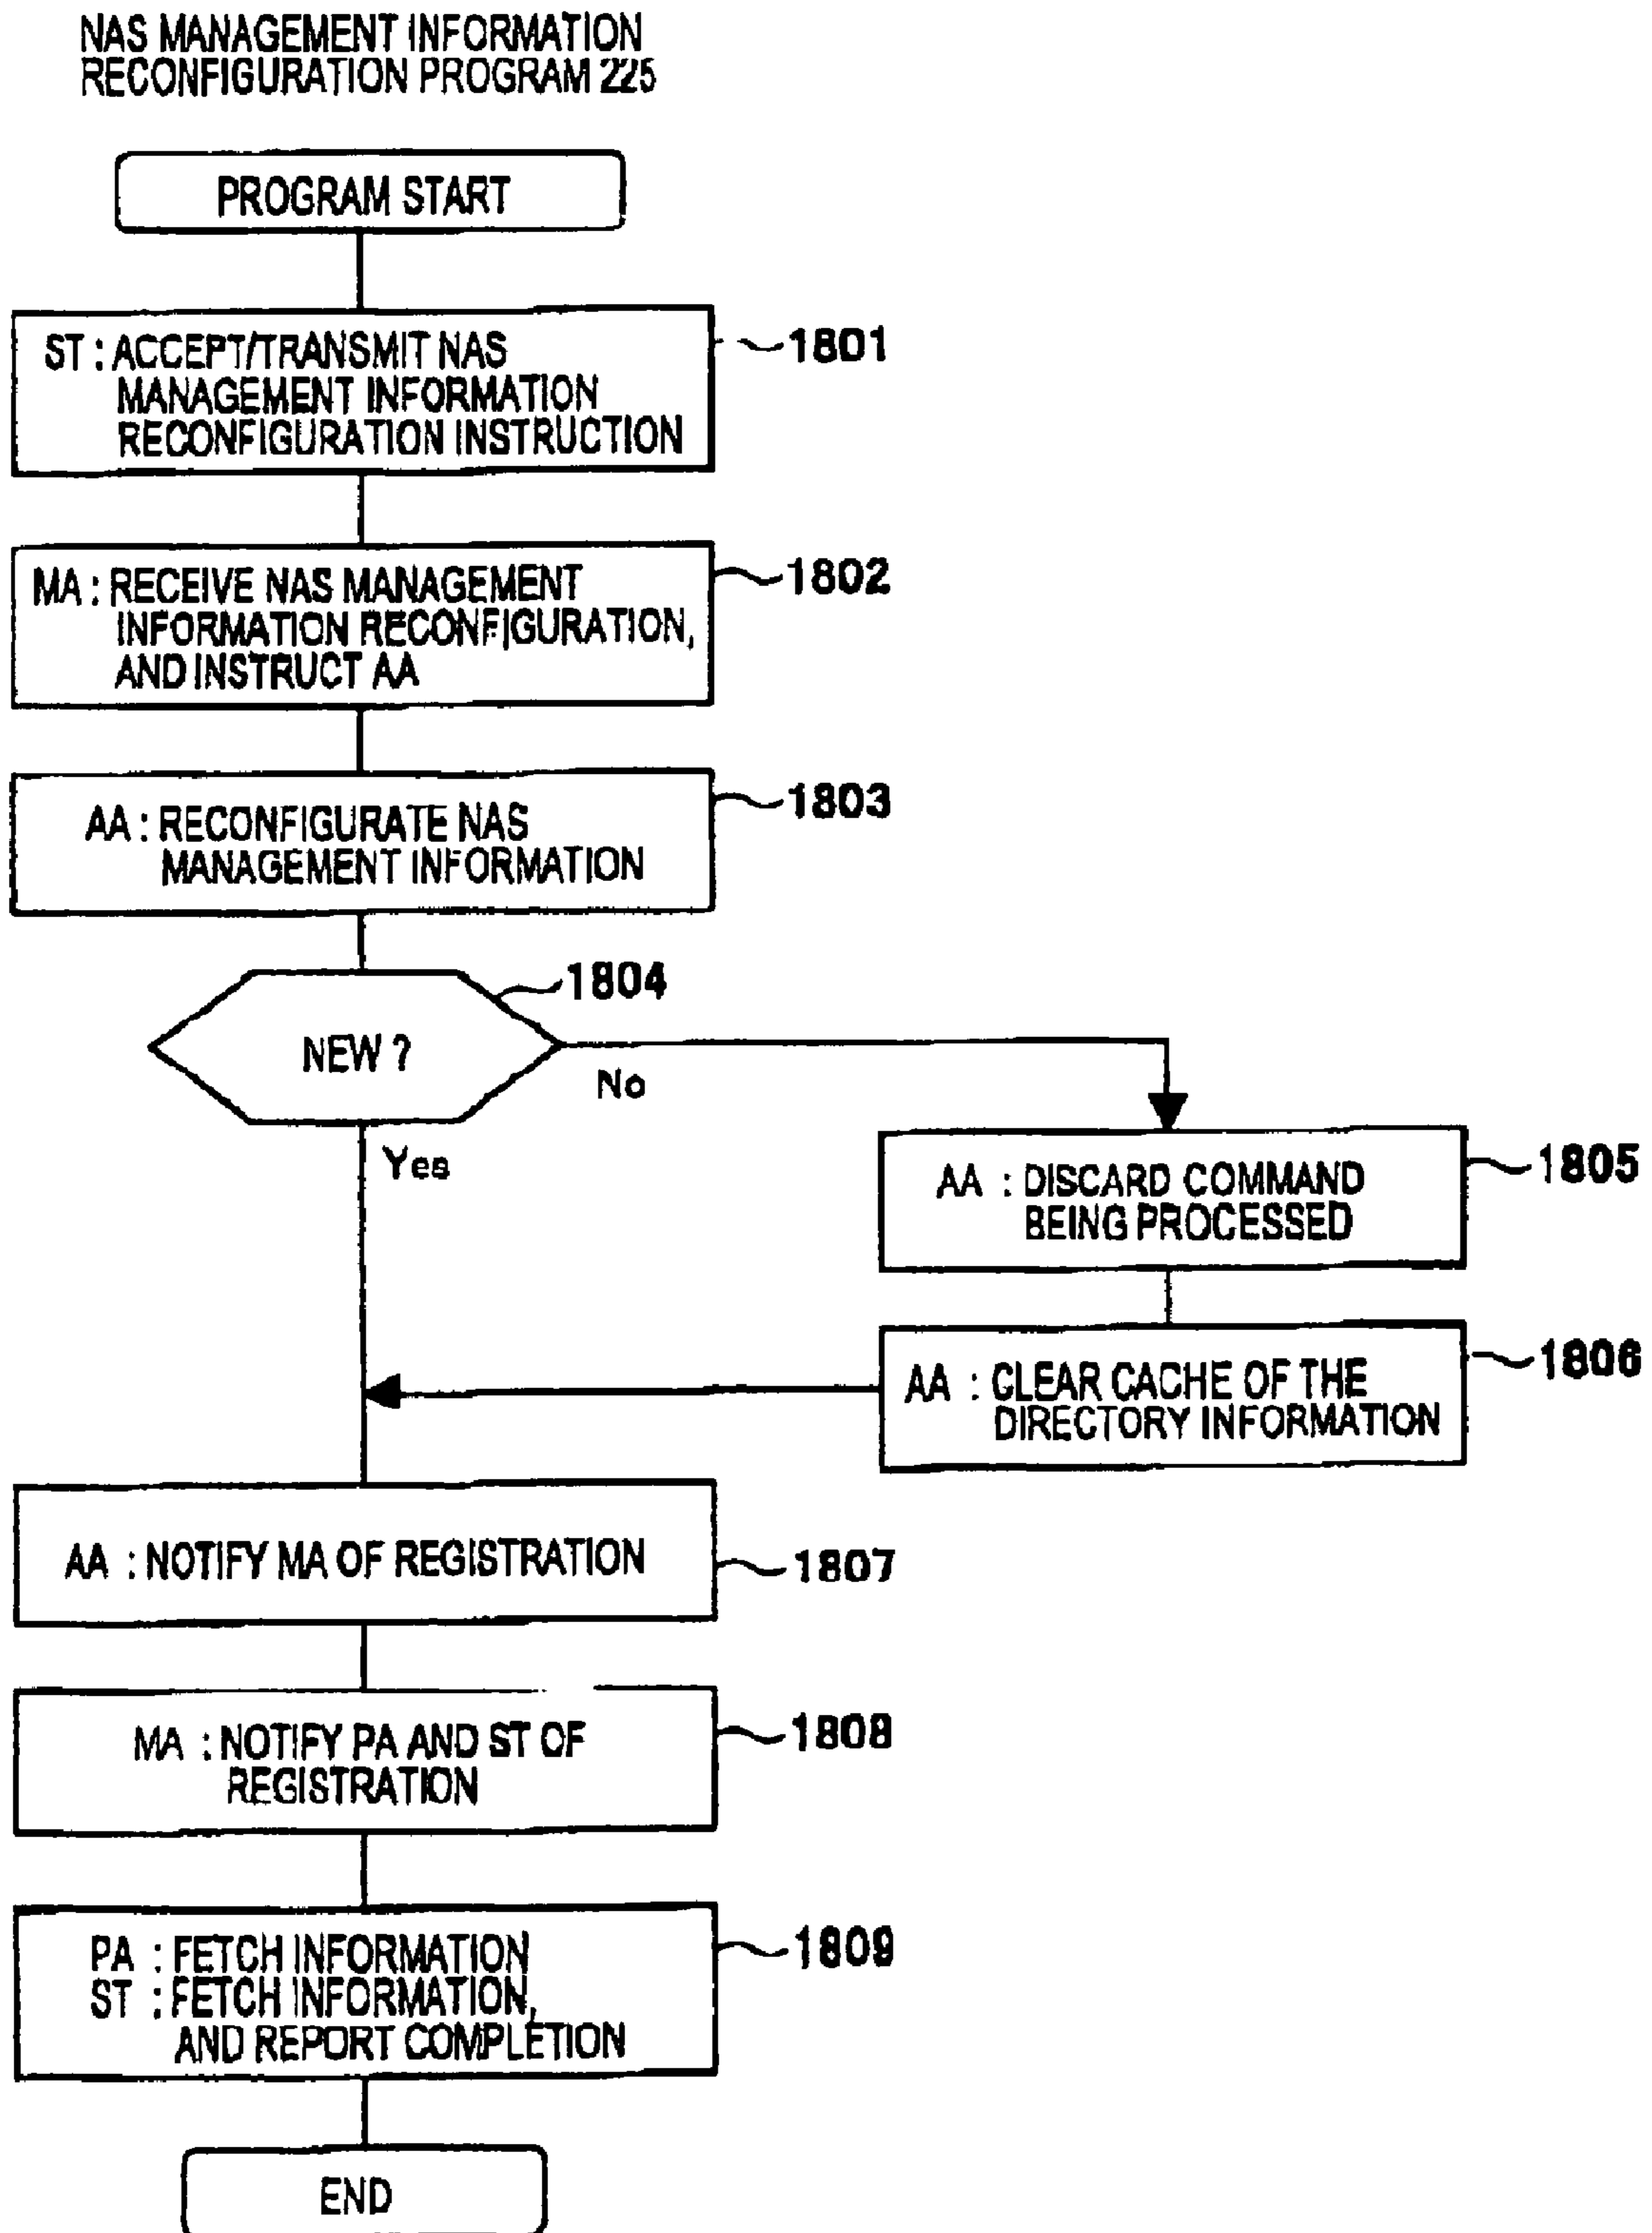 NAS MANAGEMENT INFORMATION
RECONFIGURATION PROGRAM 225
PROGRAM START
ST : ACCEPT/TRANSMIT NAS
MANAGEMENT INFORMATION
RECONFIGURATION INSTRUCTION
1801
MA : RECEIVE NAS MANAGEMENT
INFORMATION RECONFIGURATION,
AND INSTRUCT AA
1802
AA : RECONFIGURATE NAS
MANAGEMENT INFORMATION
1803
NEW ?
1804
No
Yes
AA : DISCARD COMMAND
BEING PROCESSED
1805
AA : CLEAR CACHE OF THE
DIRECTORY INFORMATION
1806
AA : NOTIFY MA OF REGISTRATION
1807
MA : NOTIFY PA AND ST OF
REGISTRATION
1808
PA : FETCH INFORMATION
ST : FETCH INFORMATION,
AND REPORT COMPLETION
1809
END